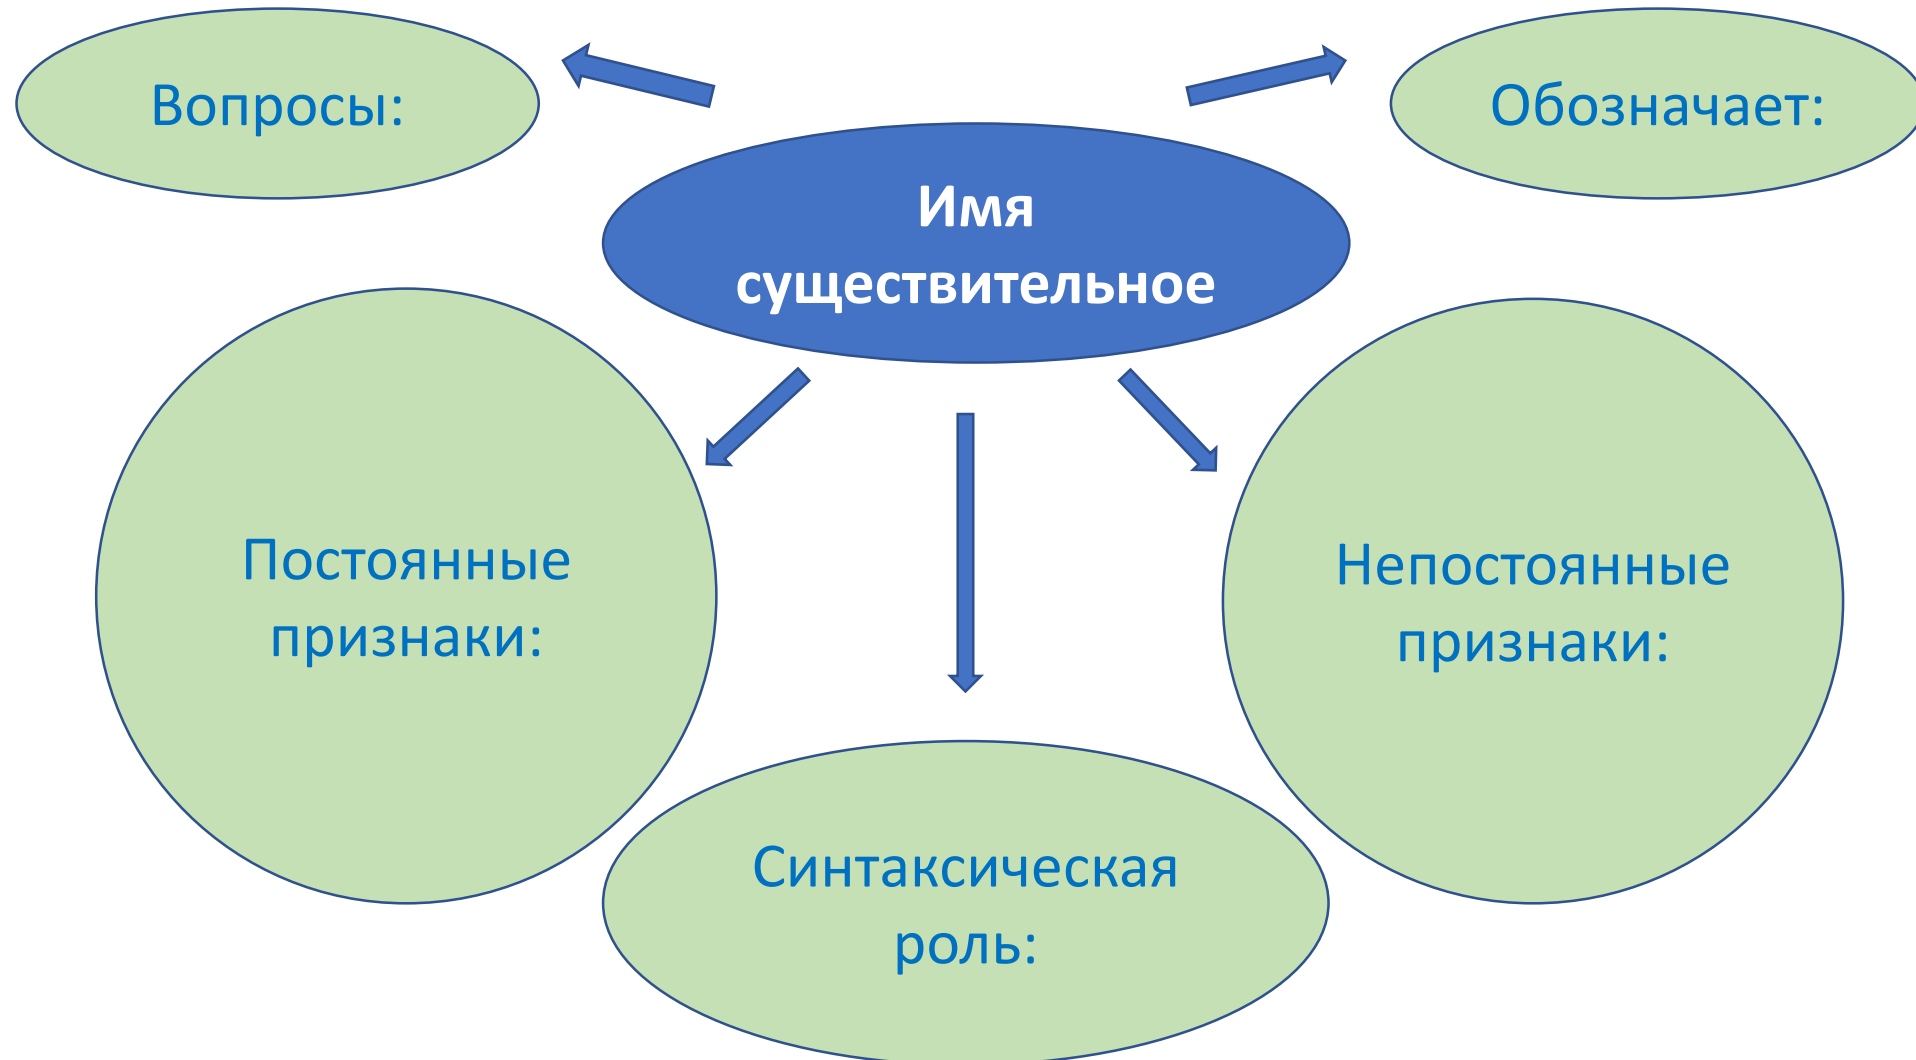 Вопросы:
Обозначает:
Имя
существительное
Постоянные
признаки:
Непостоянные
признаки:
Синтаксическая
роль: